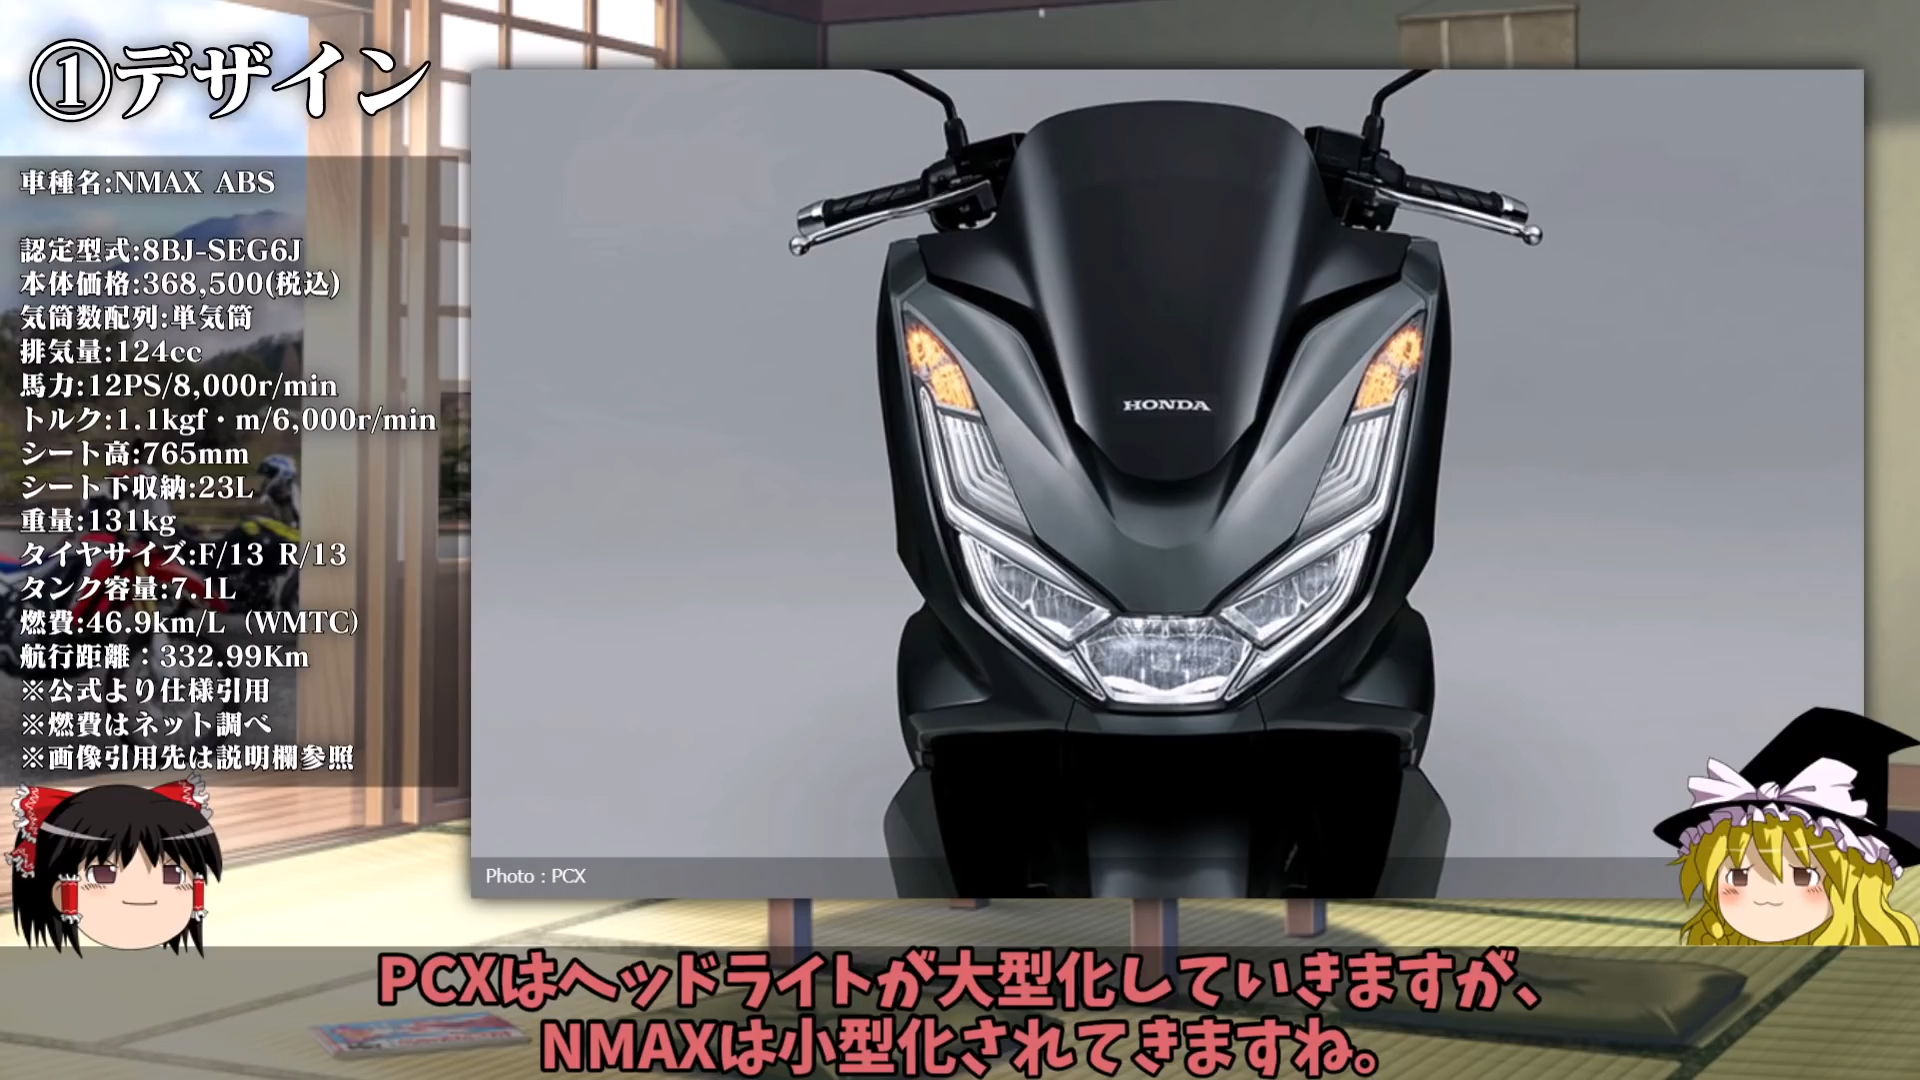 ①デザイン
車種名:NMAX ABS
認定型式:8BJ-SEG6J
本体価格:368,500(税込)
気筒数配列:単気筒
排気量:124cc
馬力:12PS/8,000r/min
トルク:1.1kgf・m/6,000r/min
シート高:765mm
シート下収納:23L
重量:131kg
タイヤサイズ:F/13 R/13
タンク容量:7.1L
燃費:46.9km/L（WMTC）
航行距離：332.99Km
※公式より仕様引用
※燃費はネット調べ
※画像引用先は説明欄参照
HONDA
Photo : PCX
PCXはヘッドライトが大型化していきますが、
NMAXは小型化されてきますね。